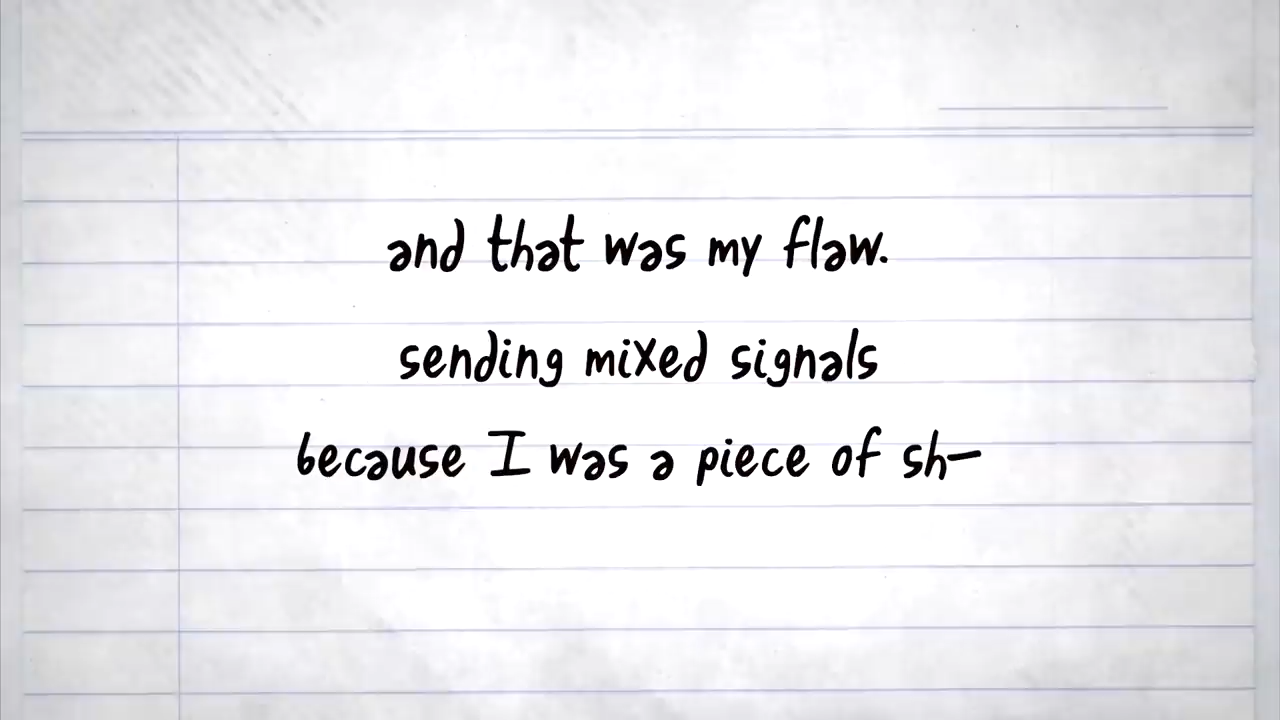 and that was my flaw.
sending mixed signals
because I was a piece of sh—